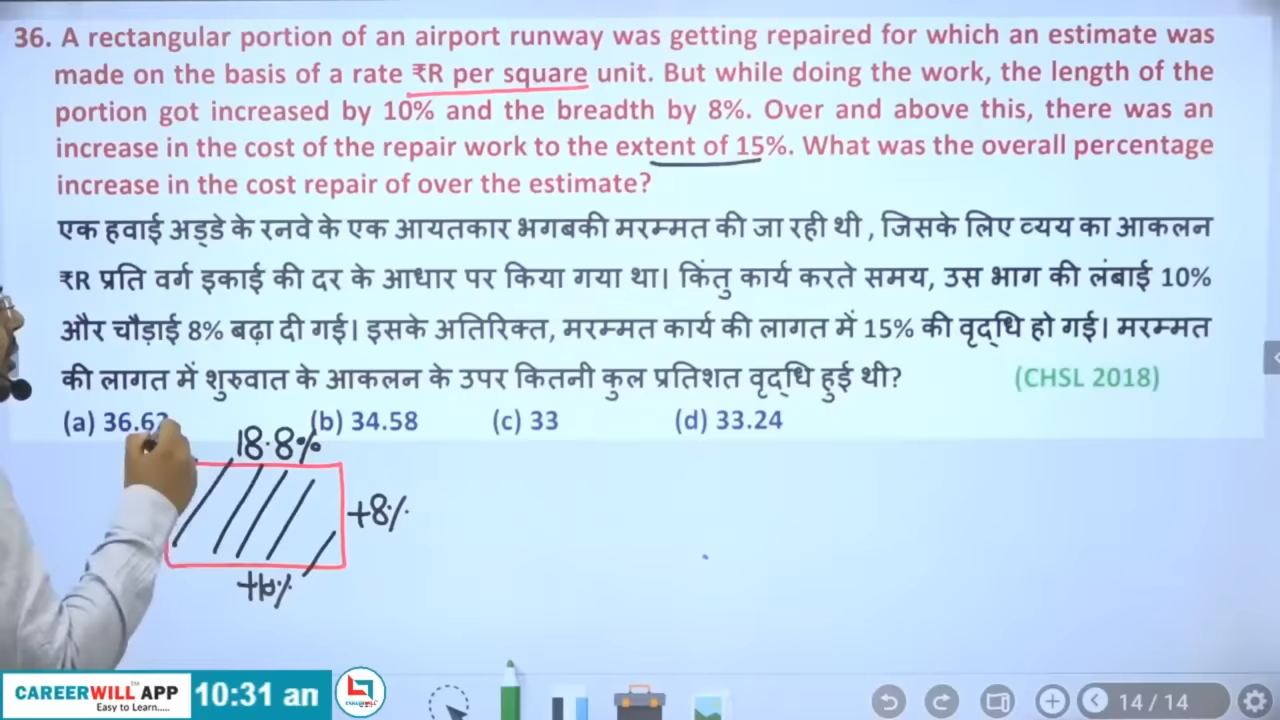 36. A rectangular portion of an airport runway was getting repaired for which an estimate was
made on the basis of a rate ₹R per square unit. But while doing the work, the length of the
portion got increased by 10% and the breadth by 8%. Over and above this, there was an
increase in the cost of the repair work to the extent of 15%. What was the overall percentage
increase in the cost repair of over the estimate?
एक हवाई अड्डे के रनवे के एक आयतकार भगबकी मरम्मत की जा रही थी , जिसके लिए व्यय का आकलन
₹R प्रति वर्ग इकाई की दर के आधार पर किया गया था। किंतु कार्य करते समय, उस भाग की लंबाई 10%
और चौड़ाई 8% बढ़ा दी गई। इसके अतिरिक्त, मरम्मत कार्य की लागत में 15% की वृद्धि हो गई। मरम्मत
की लागत में शुरुवात के आकलन के उपर कितनी कुल प्रतिशत वृद्धि हुई थी? (CHSL 2018)
(a) (b) 34.58 (c) 33 (d) 33.24
18.8%
+8%
+10%
CAREERWILL APP
Easy to Learn.....
10:31 an
CAREERWILL
14 / 14